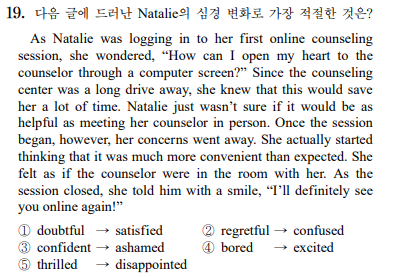 19. 다음 글에 드러난 Natalie의 심경 변화로 가장 적절한 것은?
As Natalie was logging in to her first online counseling
session, she wondered, “How can I open my heart to the
counselor through a computer screen?” Since the counseling
center was a long drive away, she knew that this would save
her a lot of time. Natalie just wasn’t sure if it would be as
helpful as meeting her counselor in person. Once the session
began, however, her concerns went away. She actually started
thinking that it was much more convenient than expected. She
felt as if the counselor were in the room with her. As the
session closed, she told him with a smile, “I’ll definitely see
you online again!”
① doubtful → satisfied ② regretful → confused
③ confident → ashamed ④ bored → excited
⑤ thrilled → disappointed